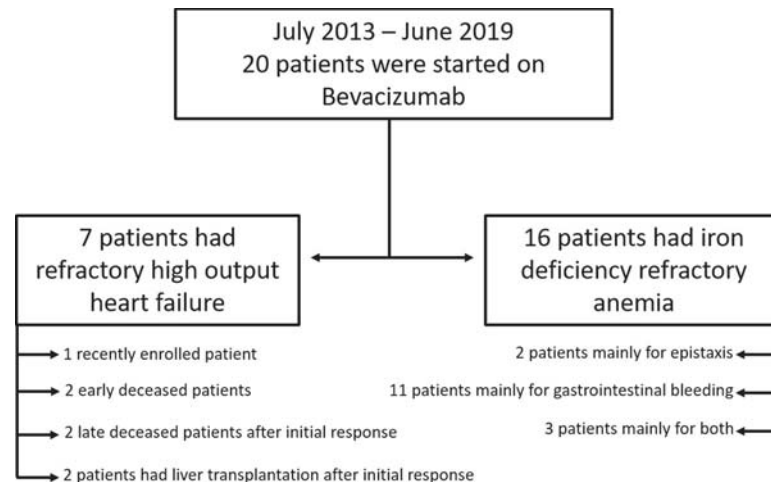 July 2013 – June 2019
20 patients were started on
Bevacizumab
7 patients had
refractory high output
heart failure
1 recently enrolled patient
2 early deceased patients
2 late deceased patients after initial response
2 patients had liver transplantation after initial response
16 patients had iron
deficiency refractory
anemia
2 patients mainly for epistaxis
11 patients mainly for gastrointestinal bleeding
3 patients mainly for both